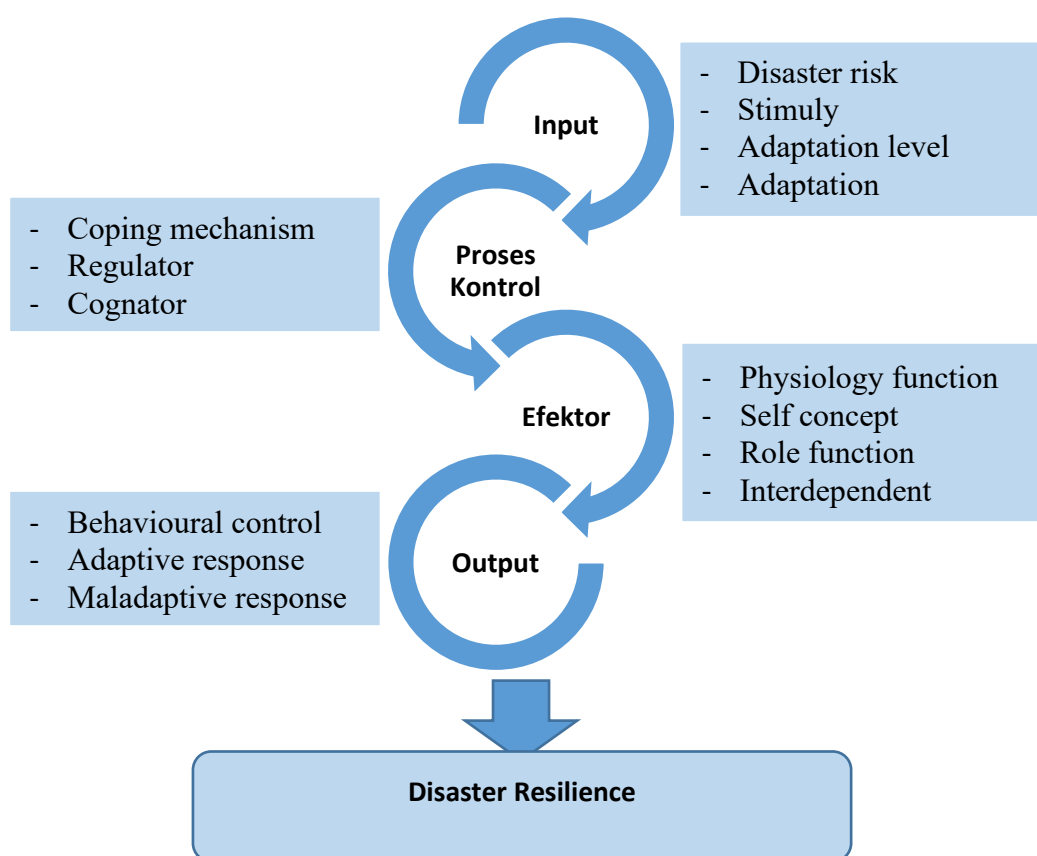 Input
- Disaster risk
- Stimuly
- Adaptation level
- Adaptation
- Coping mechanism
- Regulator
- Cognator
Proses
Kontrol
Efektor
- Physiology function
- Self concept
- Role function
- Interdependent
- Behavioural control
- Adaptive response
- Maladaptive response
Output
Disaster Resilience